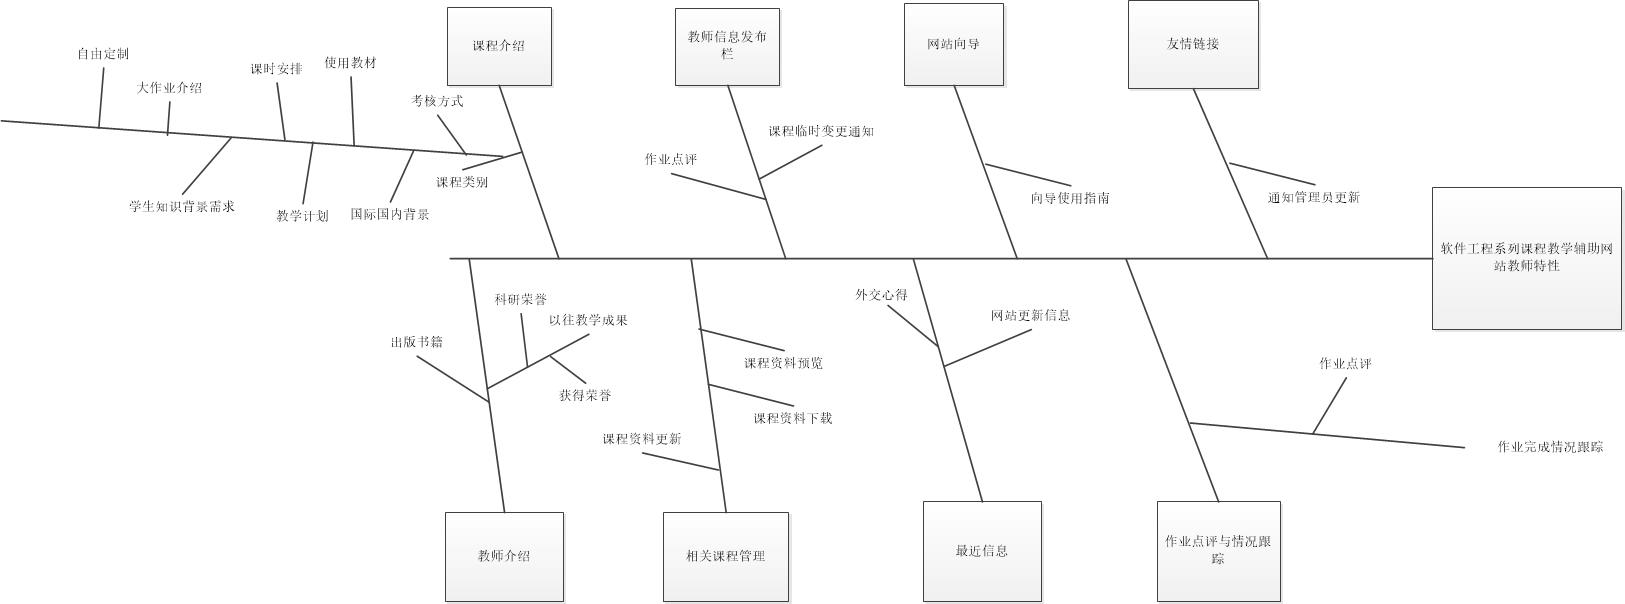 课程介绍
教师信息发布
栏
网站向导
友情链接
自由定制
大作业介绍
课时安排
使用教材
考核方式
课程类别
学生知识背景需求
教学计划
国际国内背景
课程临时变更通知
作业点评
向导使用指南
通知管理员更新
软件工程系列课程教学辅助网
站教师特性
科研荣誉
以往教学成果
出版书籍
获得荣誉
课程资料预览
课程资料下载
课程资料更新
外交心得
网站更新信息
作业点评
作业完成情况跟踪
教师介绍
相关课程管理
最近信息
作业点评与情况跟
踪